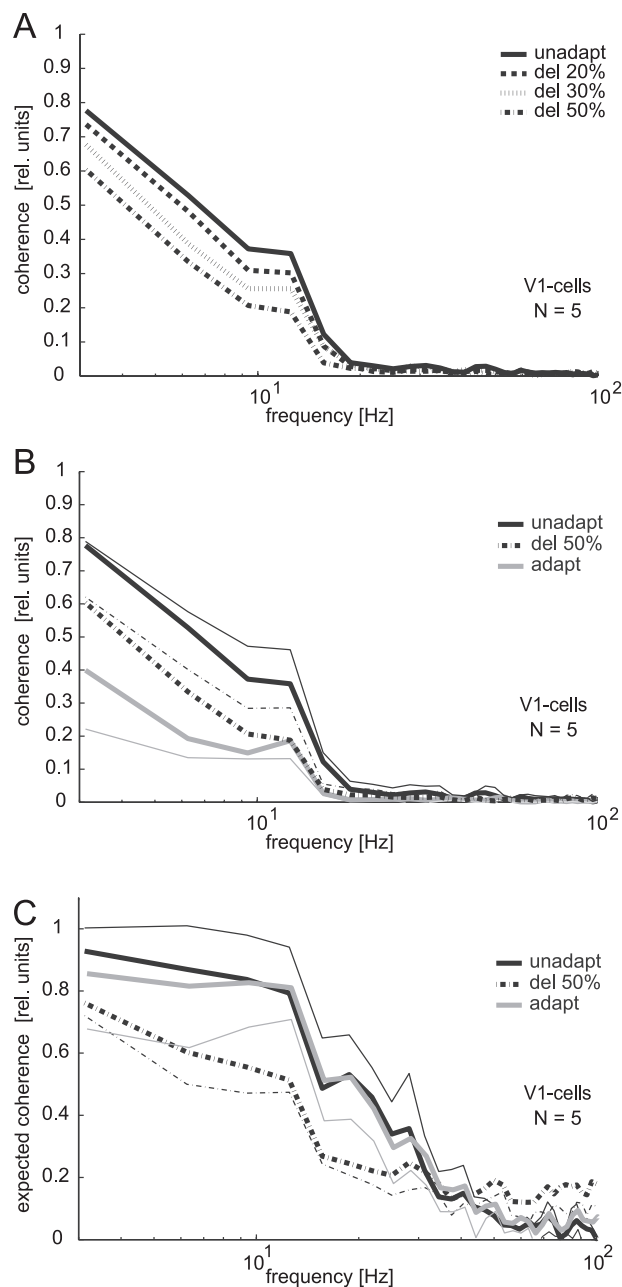 A
1
0.9
0.8
0.7
0.6
0.5
0.4
0.3
0.2
0.1
0
coherence [rel. units]
unadapt
del 20%
del 30%
del 50%
V1-cells
N = 5
10^1
10^2
frequency [Hz]
B
1
0.9
0.8
0.7
0.6
0.5
0.4
0.3
0.2
0.1
0
coherence [rel. units]
unadapt
del 50%
adapt
V1-cells
N = 5
10^1
10^2
frequency [Hz]
C
1
0.8
0.6
0.4
0.2
0
expected coherence [rel. units]
unadapt
del 50%
adapt
V1-cells
N = 5
10^1
10^2
frequency [Hz]